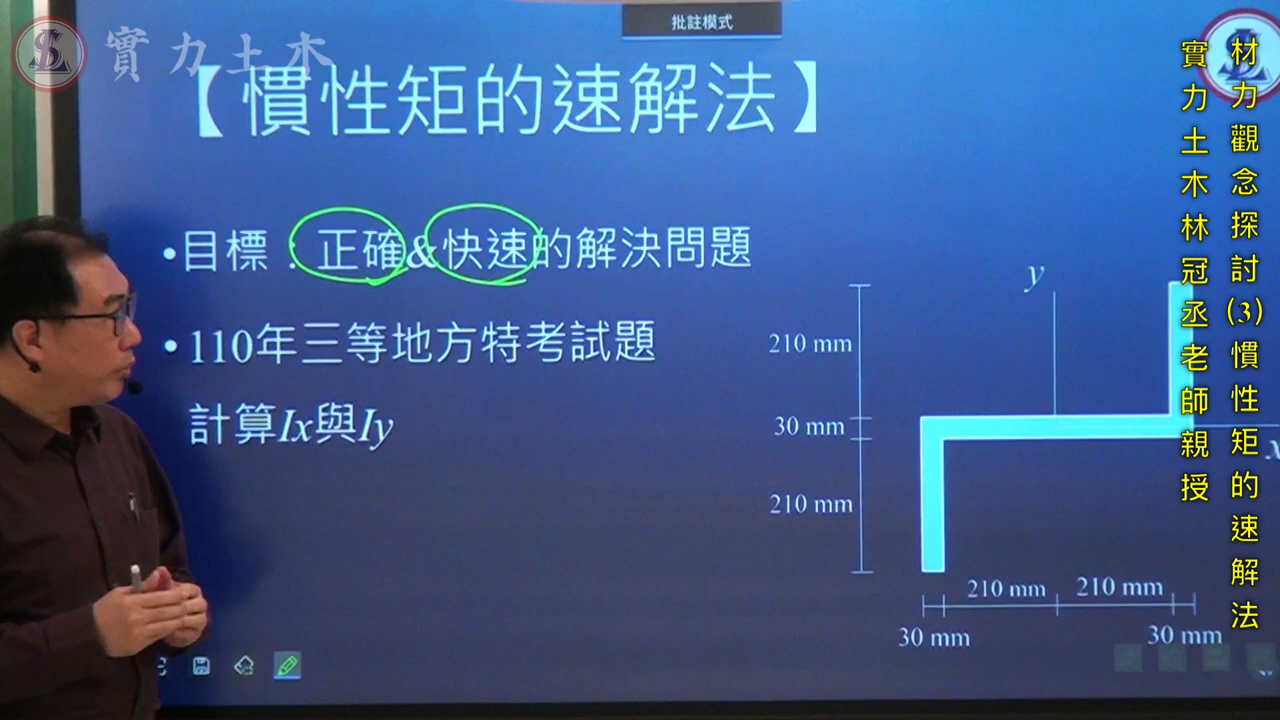 實力土木
批註模式
【慣性矩的速解法】
•目標：正確&快速的解決問題
•110年三等地方特考試題
計算Ix與Iy
y
x
210 mm
30 mm
210 mm
210 mm
210 mm
30 mm
30 mm
材力觀念探討(3)慣性矩的速解法
實力土木林冠丞老師親授